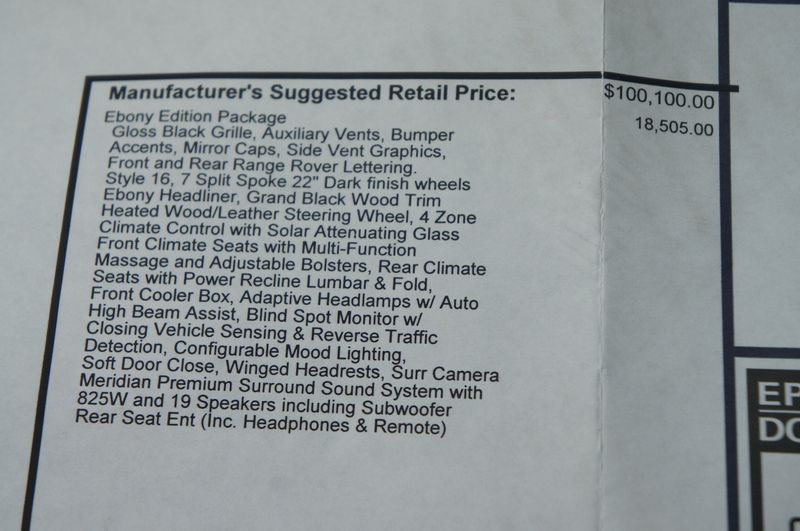 Manufacturer's Suggested Retail Price: $100,100.00
Ebony Edition Package 18,505.00
Gloss Black Grille, Auxiliary Vents, Bumper
Accents, Mirror Caps, Side Vent Graphics,
Front and Rear Range Rover Lettering.
Style 16, 7 Split Spoke 22" Dark finish wheels
Ebony Headliner, Grand Black Wood Trim
Heated Wood/Leather Steering Wheel, 4 Zone
Climate Control with Solar Attenuating Glass
Front Climate Seats with Multi-Function
Massage and Adjustable Bolsters, Rear Climate
Seats with Power Recline Lumbar & Fold,
Front Cooler Box, Adaptive Headlamps w/ Auto
High Beam Assist, Blind Spot Monitor w/
Closing Vehicle Sensing & Reverse Traffic
Detection, Configurable Mood Lighting,
Soft Door Close, Winged Headrests, Surr Camera
Meridian Premium Surround Sound System with
825W and 19 Speakers including Subwoofer
Rear Seat Ent (Inc. Headphones & Remote)
EP
DO